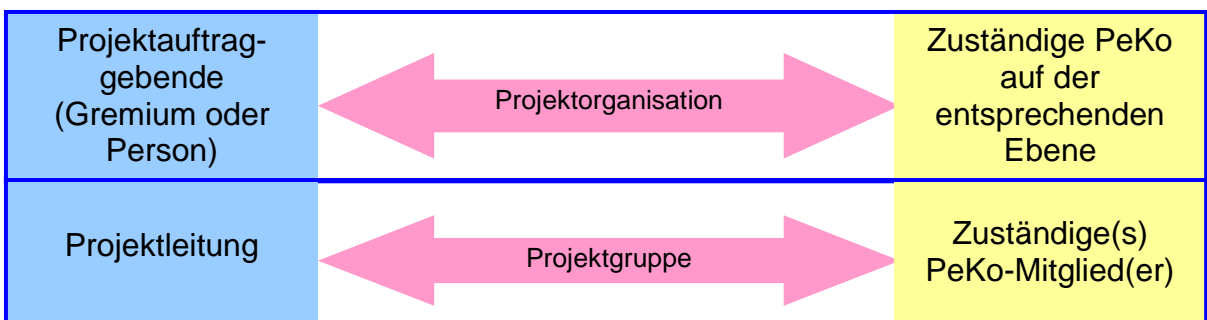 Projektauftrag-
gebende
(Gremium oder
Person)
Projektorganisation
Zuständige PeKo
auf der
entsprechenden
Ebene
Projektleitung
Projektgruppe
Zuständige(s)
PeKo-Mitglied(er)